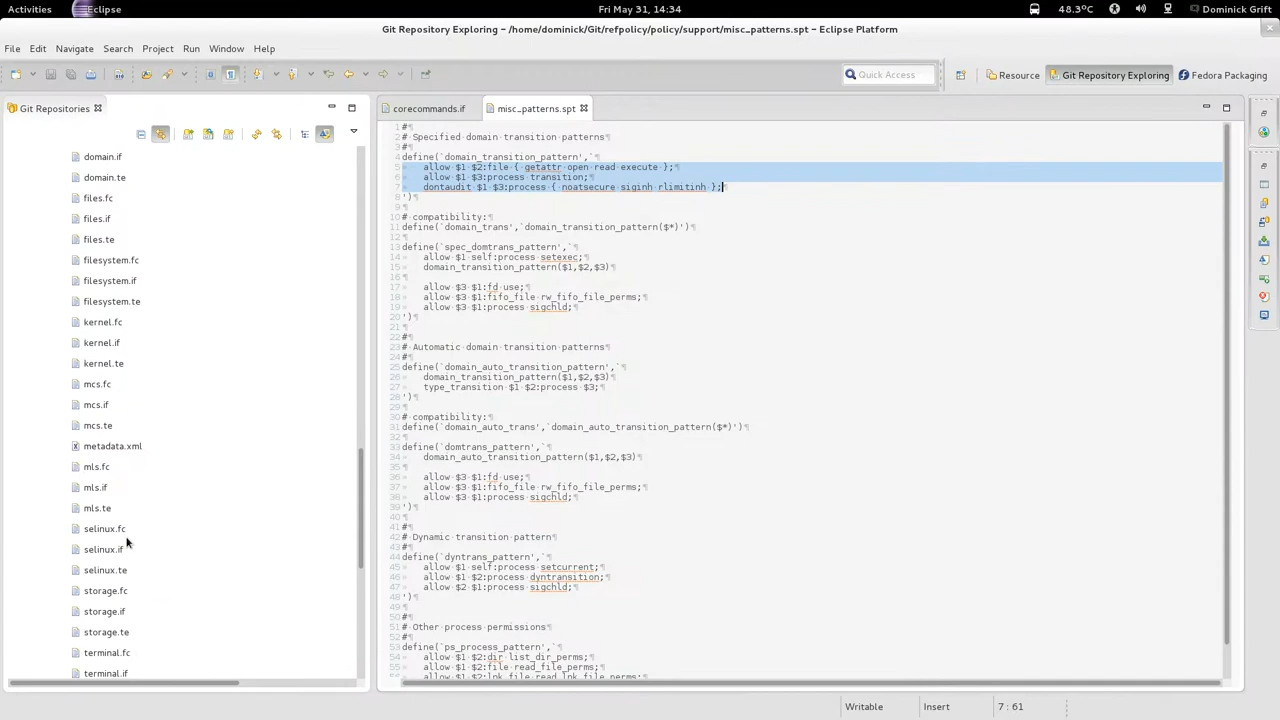 Activities Eclipse Fri May 31, 14:34 48.3°C Dominick Grift
Git Repository Exploring – /home/dominick/Git/refpolicy/policy/support/misc_patterns.spt – Eclipse Platform
File Edit Navigate Search Project Run Window Help
Quick Access Resource Git Repository Exploring Fedora Packaging
Git Repositories
domain.if
domain.te
files.fc
files.if
files.te
filesystem.fc
filesystem.if
filesystem.te
kernel.fc
kernel.if
kernel.te
mcs.fc
mcs.if
mcs.te
metadata.xml
mls.fc
mls.if
mls.te
selinux.fc
selinux.if
selinux.te
storage.fc
storage.if
storage.te
terminal.fc
terminal.if
corecommands.if misc_patterns.spt
1 #¶
2 # Specified domain transition patterns¶
3 #¶
4 define(`domain_transition_pattern',`¶
5 » allow $1 $2:file { getattr open read execute };¶
6 » allow $1 $3:process transition;¶
7 » dontaudit $1 $3:process { noatsecure siginh rlimitinh };¶
8 ')¶
9 ¶
10 # compatibility:¶
11 define(`domain_trans',`domain_transition_pattern($*)')¶
12 ¶
13 define(`spec_domtrans_pattern',`¶
14 » allow $1 self:process setexec;¶
15 » domain_transition_pattern($1,$2,$3)¶
16 ¶
17 » allow $3 $1:fd use;¶
18 » allow $3 $1:fifo_file rw_fifo_file_perms;¶
19 » allow $3 $1:process sigchld;¶
20 ')¶
21 ¶
22 #¶
23 # Automatic domain transition patterns¶
24 #¶
25 define(`domain_auto_transition_pattern',`¶
26 » domain_transition_pattern($1,$2,$3)¶
27 » type_transition $1 $2:process $3;¶
28 ')¶
29 ¶
30 # compatibility:¶
31 define(`domain_auto_trans',`domain_auto_transition_pattern($*)')¶
32 ¶
33 define(`domtrans_pattern',`¶
34 » domain_auto_transition_pattern($1,$2,$3)¶
35 ¶
36 » allow $3 $1:fd use;¶
37 » allow $3 $1:fifo_file rw_fifo_file_perms;¶
38 » allow $3 $1:process sigchld;¶
39 ')¶
40 ¶
41 #¶
42 # Dynamic transition pattern¶
43 #¶
44 define(`dyntrans_pattern',`¶
45 » allow $1 self:process setcurrent;¶
46 » allow $1 $2:process dyntransition;¶
47 » allow $2 $1:process sigchld;¶
48 ')¶
49 ¶
50 #¶
51 # Other process permissions¶
52 #¶
53 define(`ps_process_pattern',`¶
54 » allow $1 $2:dir list_dir_perms;¶
55 » allow $1 $2:file read_file_perms;¶
allow $1 $2:lnk_file read_lnk_file_perms;¶
Writable Insert 7 : 61